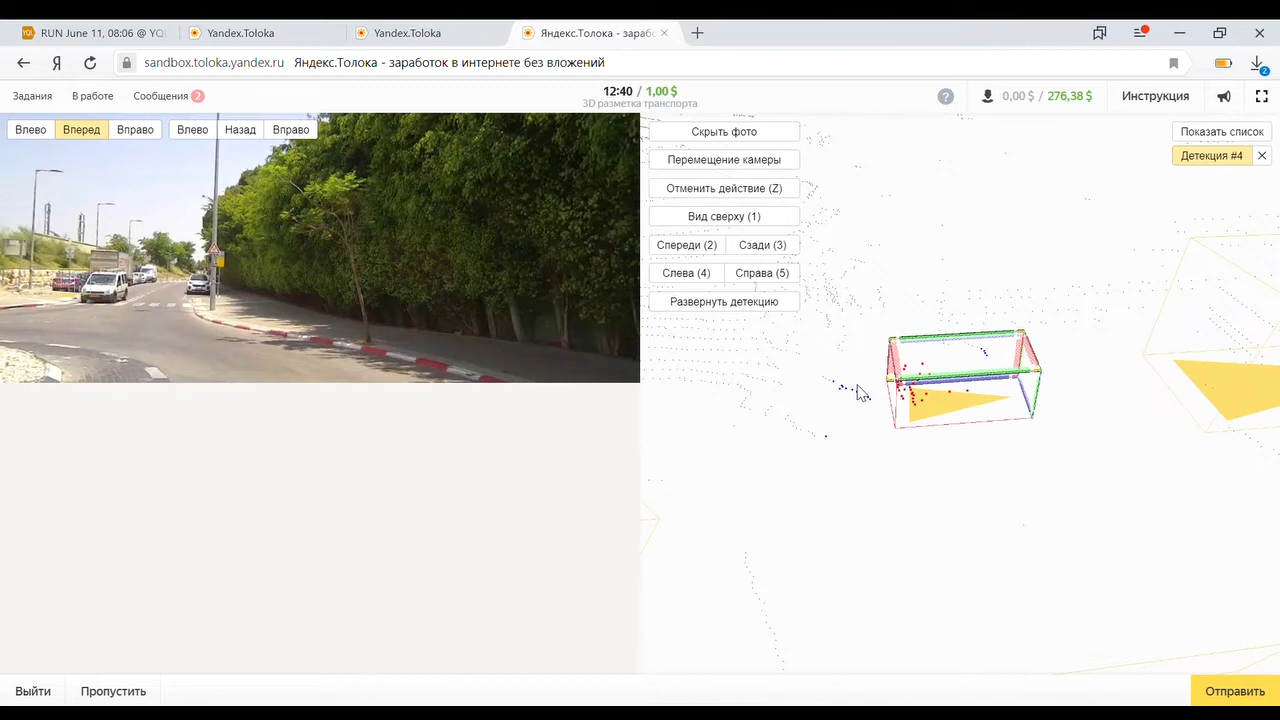 RUN June 11, 08:06 @ YQL
Yandex.Toloka
Yandex.Toloka
Яндекс.Толока - зарабо
sandbox.toloka.yandex.ru Яндекс.Толока - заработок в интернете без вложений
2
Задания
В работе
Сообщения 2
12:40 / 1,00 $
3D разметка транспорта
?
0,00 $ / 276,38 $
Инструкция
Влево
Вперед
Вправо
Влево
Назад
Вправо
Скрыть фото
Перемещение камеры
Отменить действие (Z)
Вид сверху (1)
Спереди (2)
Сзади (3)
Слева (4)
Справа (5)
Развернуть детекцию
Показать список
Детекция #4
Выйти
Пропустить
Отправить